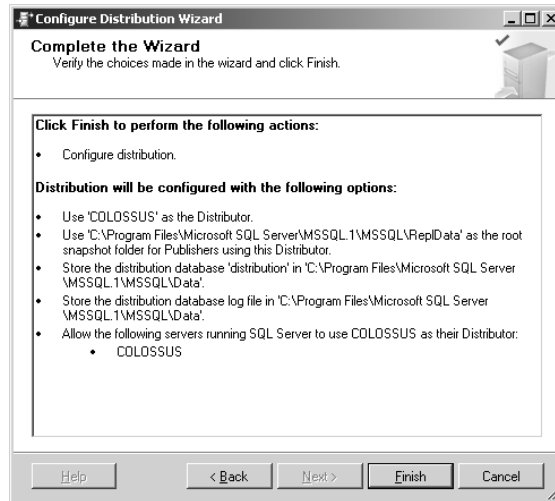 *Configure Distribution Wizard
Complete the Wizard
Verify the choices made in the wizard and click Finish.
Click Finish to perform the following actions:
• Configure distribution.
Distribution will be configured with the following options:
• Use 'COLOSSUS' as the Distributor.
• Use 'C:\Program Files\Microsoft SQL Server\MSSQL.1\MSSQL\ReplData' as the root
snapshot folder for Publishers using this Distributor.
• Store the distribution database 'distribution' in 'C:\Program Files\Microsoft SQL Server
\MSSQL.1\MSSQL\Data'.
• Store the distribution database log file in 'C:\Program Files\Microsoft SQL Server
\MSSQL.1\MSSQL\Data'.
• Allow the following servers running SQL Server to use COLOSSUS as their Distributor:
• COLOSSUS
Help < Back Next > Finish Cancel